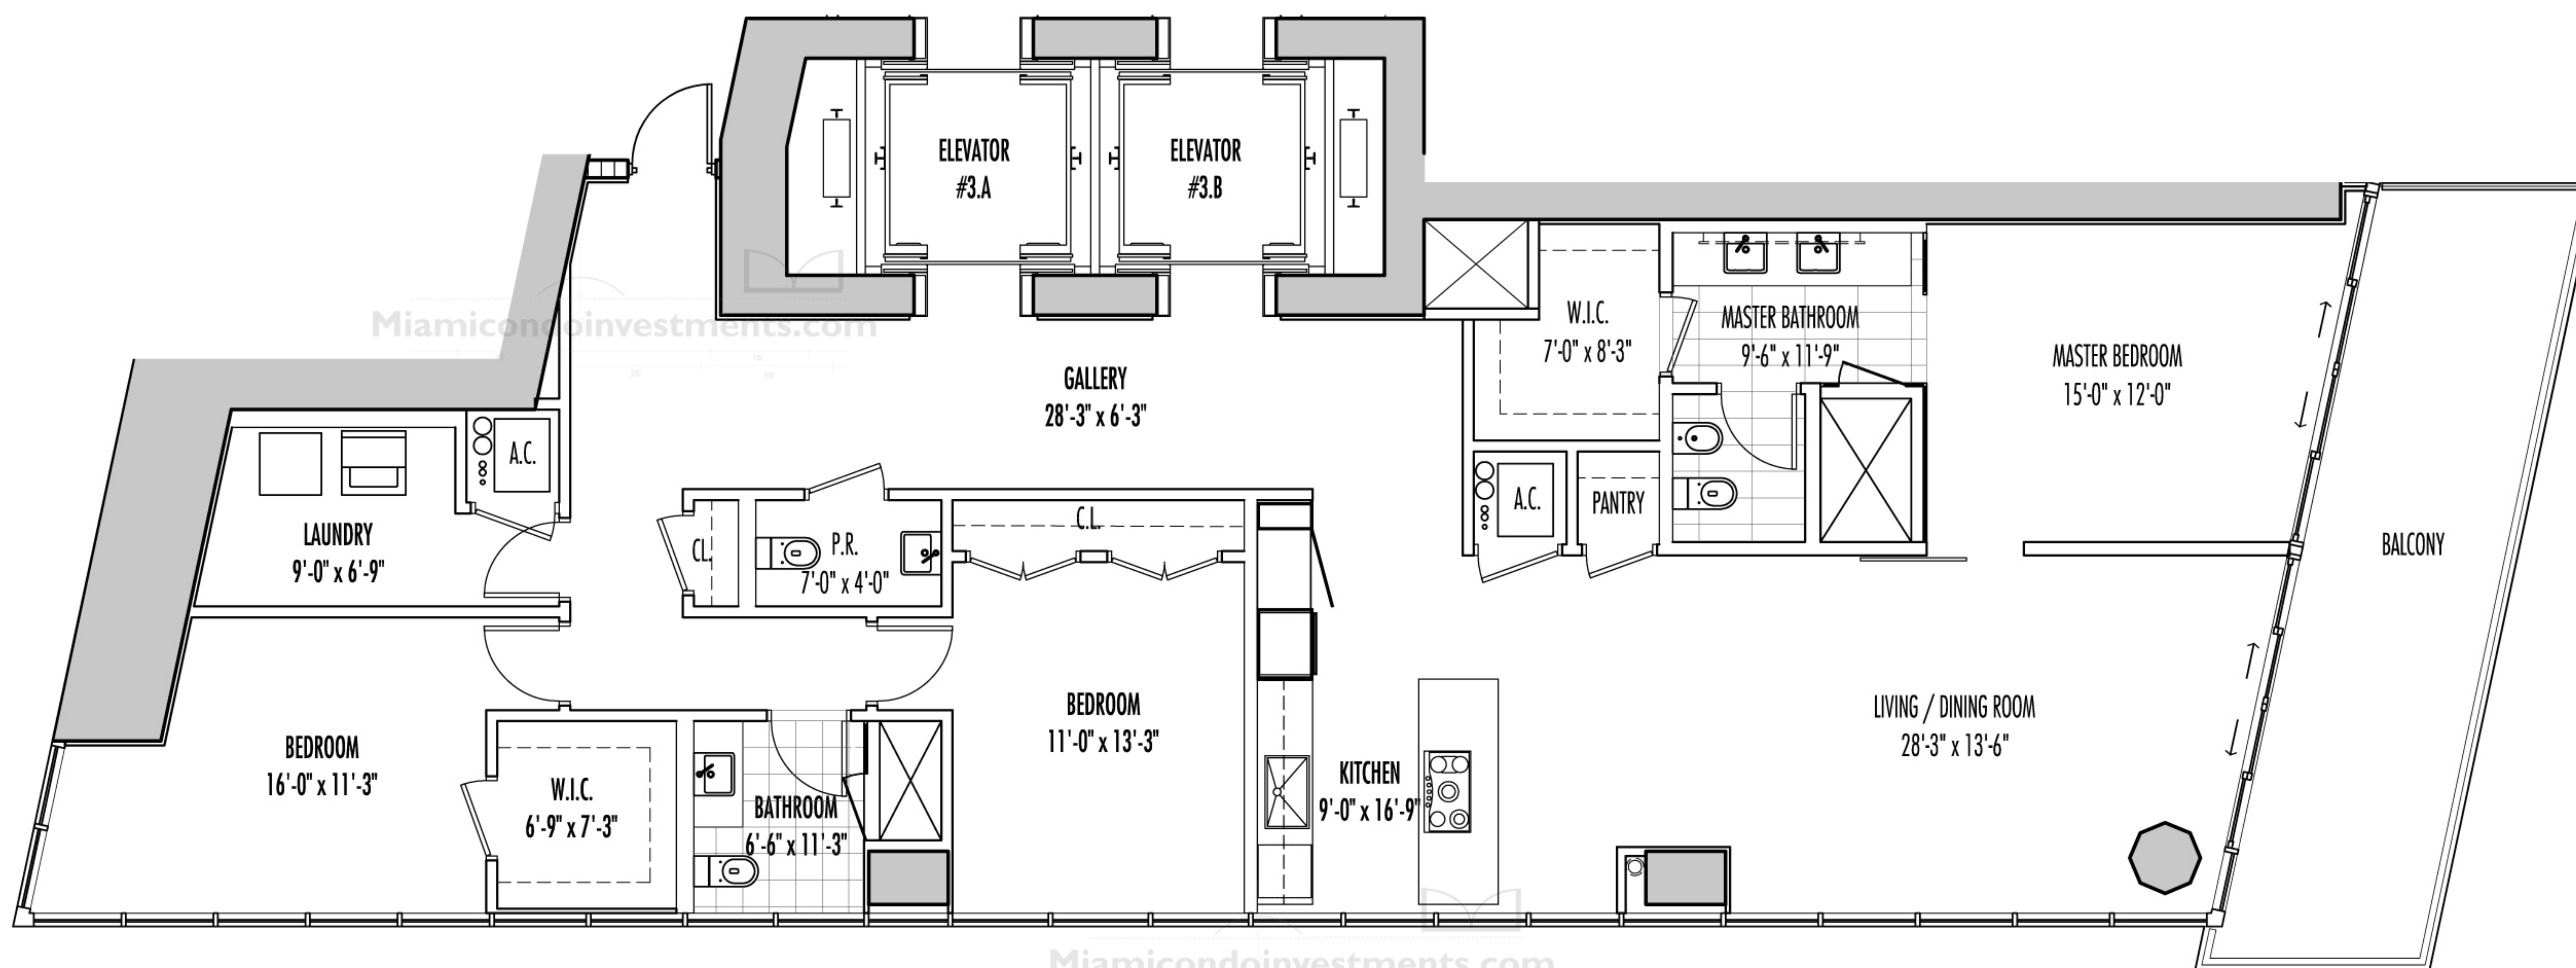 ELEVATOR
#3.A
ELEVATOR
#3.B
Miamicondoinvestments.com
W.I.C.
7'-0" x 8'-3"
MASTER BATHROOM
9'-6" x 11'-9"
MASTER BEDROOM
15'-0" x 12'-0"
GALLERY
28'-3" x 6'-3"
A.C.
LAUNDRY
9'-0" x 6'-9"
CL.
P.R.
7'-0" x 4'-0"
C.L.
A.C.
PANTRY
BALCONY
BEDROOM
16'-0" x 11'-3"
W.I.C.
6'-9" x 7'-3"
BATHROOM
6'-6" x 11'-3"
BEDROOM
11'-0" x 13'-3"
KITCHEN
9'-0" x 16'-9"
LIVING / DINING ROOM
28'-3" x 13'-6"
Miamicondoinvestments.com